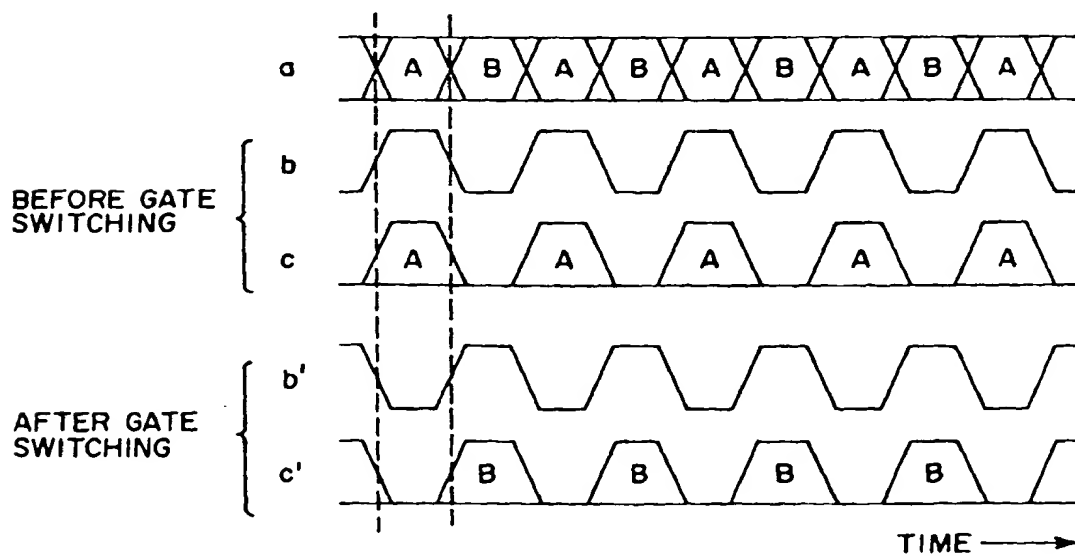 a A B A B A B A B A
BEFORE GATE
SWITCHING
b
c A A A A A
AFTER GATE
SWITCHING
b'
c' B B B B
TIME